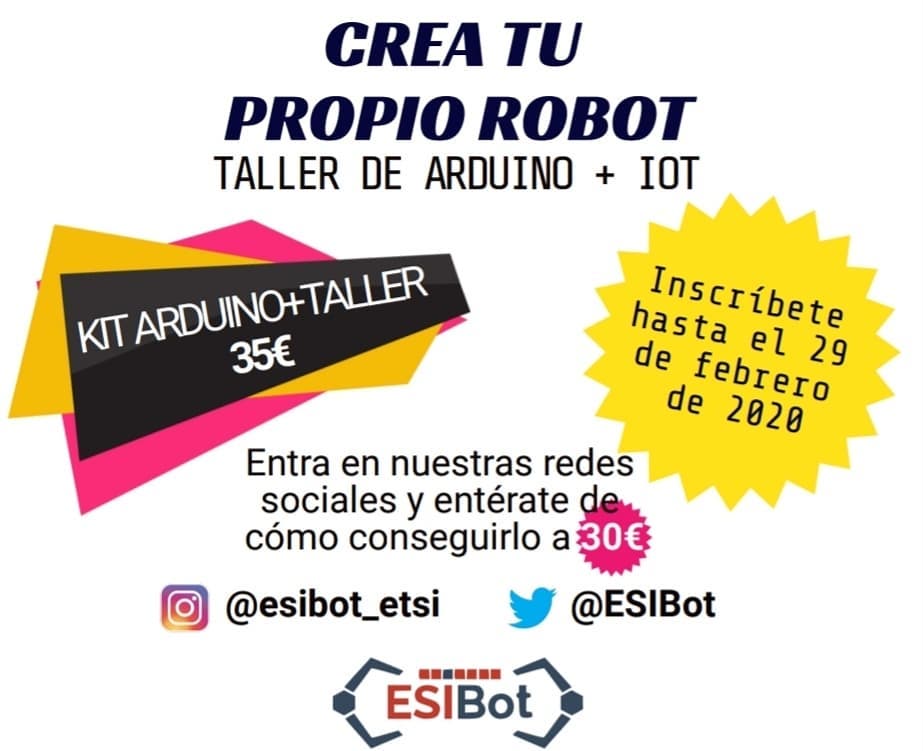 CREA TU
PROPIO ROBOT
TALLER DE ARDUINO + IOT
KIT ARDUINO+TALLER
35€
Inscríbete
hasta el 29
de febrero
de 2020
Entra en nuestras redes
sociales y entérate de
cómo conseguirlo a 30€
@esibot_etsi
@ESIBot
ESIBot